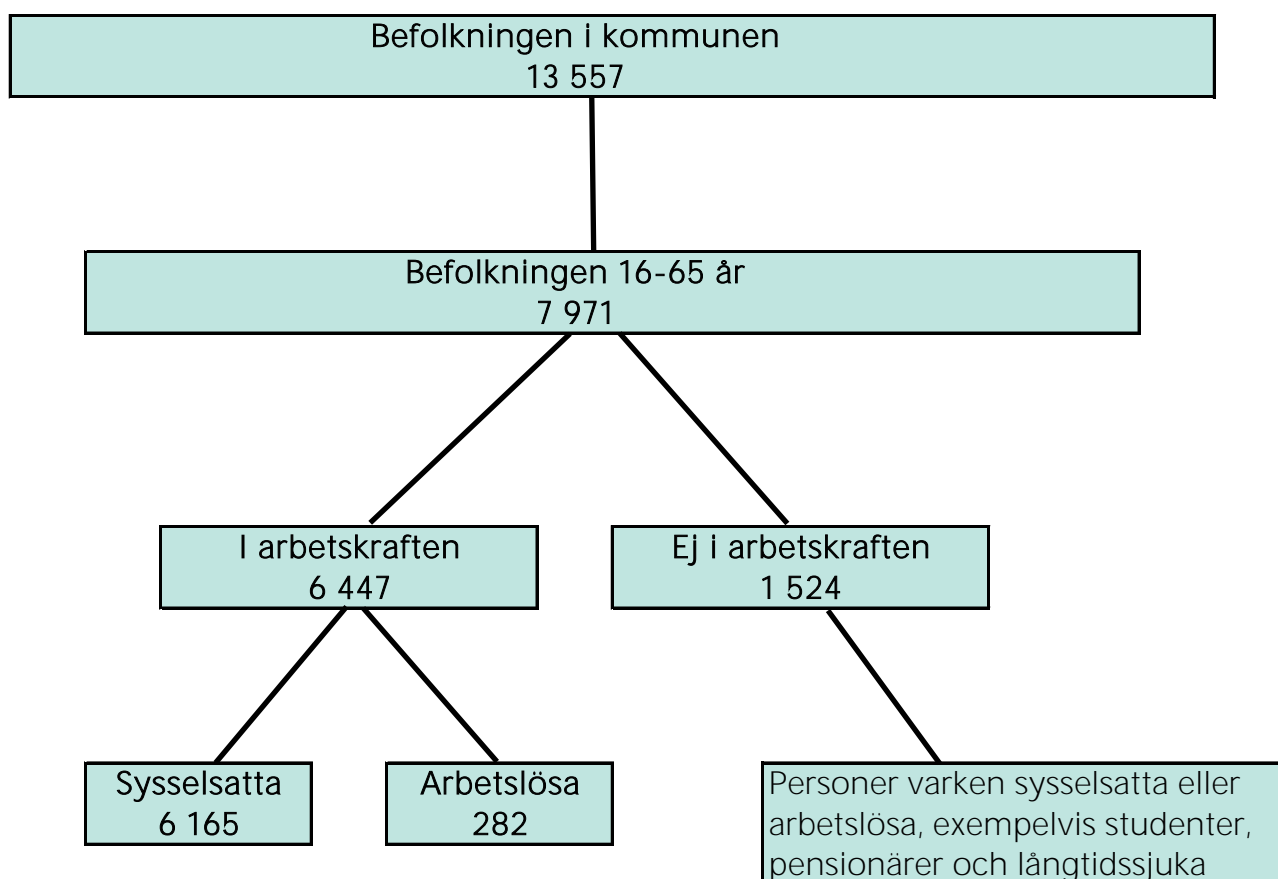 Befolkningen i kommunen
13 557
Befolkningen 16-65 år
7 971
I arbetskraften
6 447
Ej i arbetskraften
1 524
Sysselsatta
6 165
Arbetslösa
282
Personer varken sysselsatta eller
arbetslösa, exempelvis studenter,
pensionärer och långtidssjuka